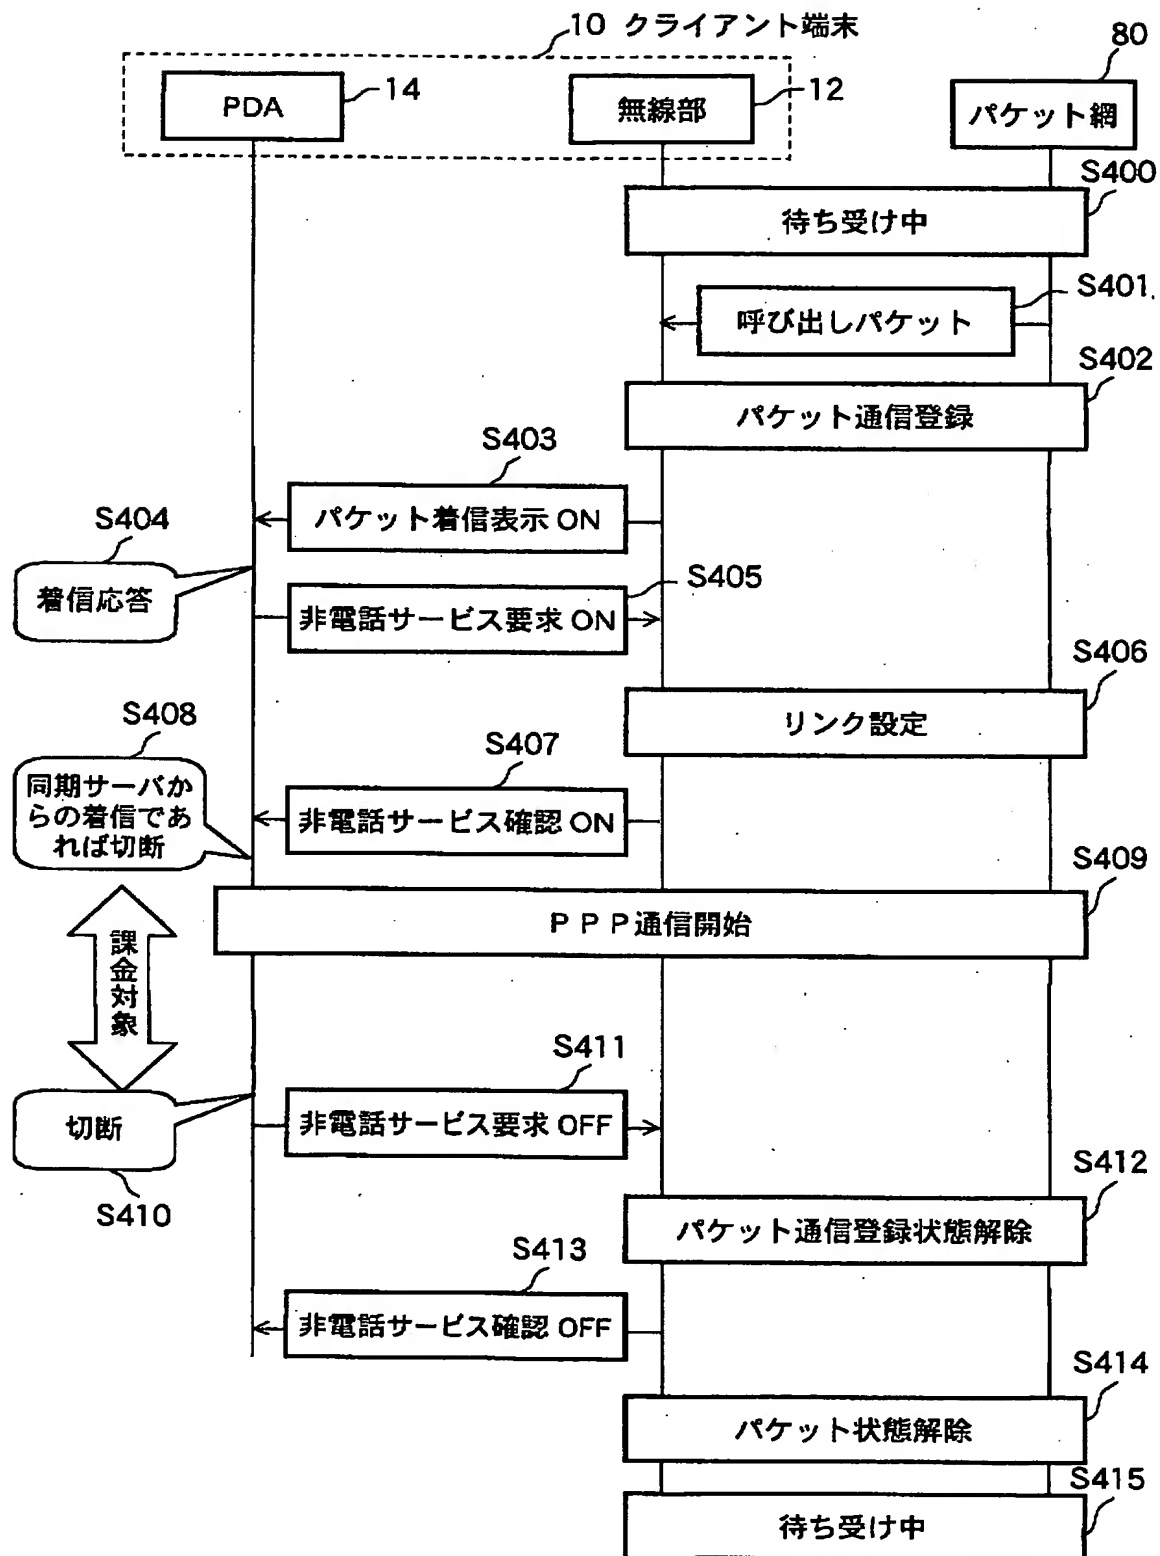 10 クライアント端末
80
PDA
14
無線部
12
パケット網
S400
待ち受け中
S401
呼び出しパケット
S402
パケット通信登録
S403
パケット着信表示 ON
S404
着信応答
S405
非電話サービス要求 ON
S406
リンク設定
S407
非電話サービス確認 ON
S408
同期サーバか
らの着信であ
れば切断
S409
PPP通信開始
課金対象
S410
切断
S411
非電話サービス要求 OFF
S412
パケット通信登録状態解除
S413
非電話サービス確認 OFF
S414
パケット状態解除
S415
待ち受け中